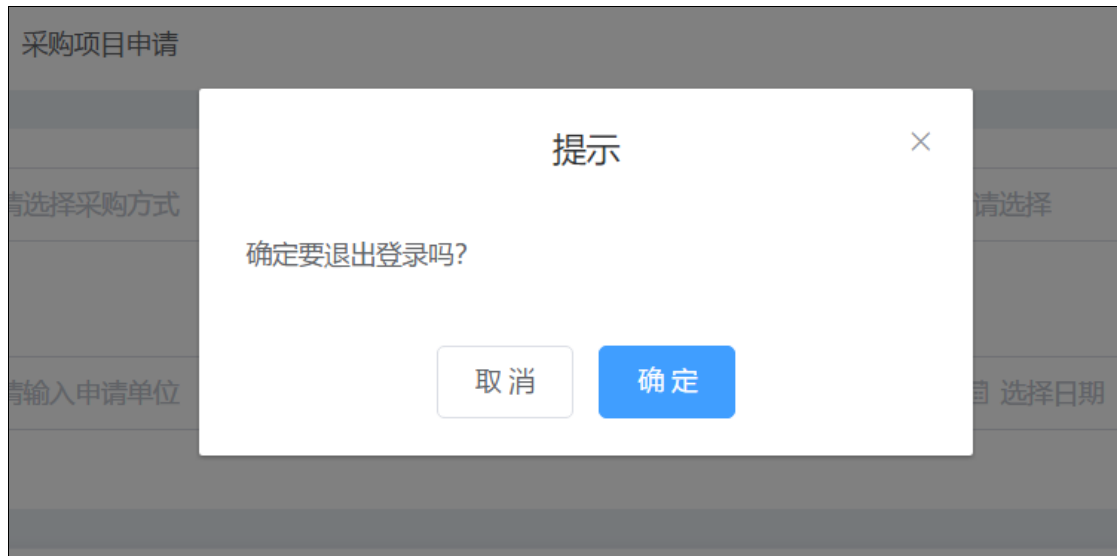 采购项目申请
提示
请选择采购方式
请选择
确定要退出登录吗?
取消
确定
请输入申请单位
选择日期